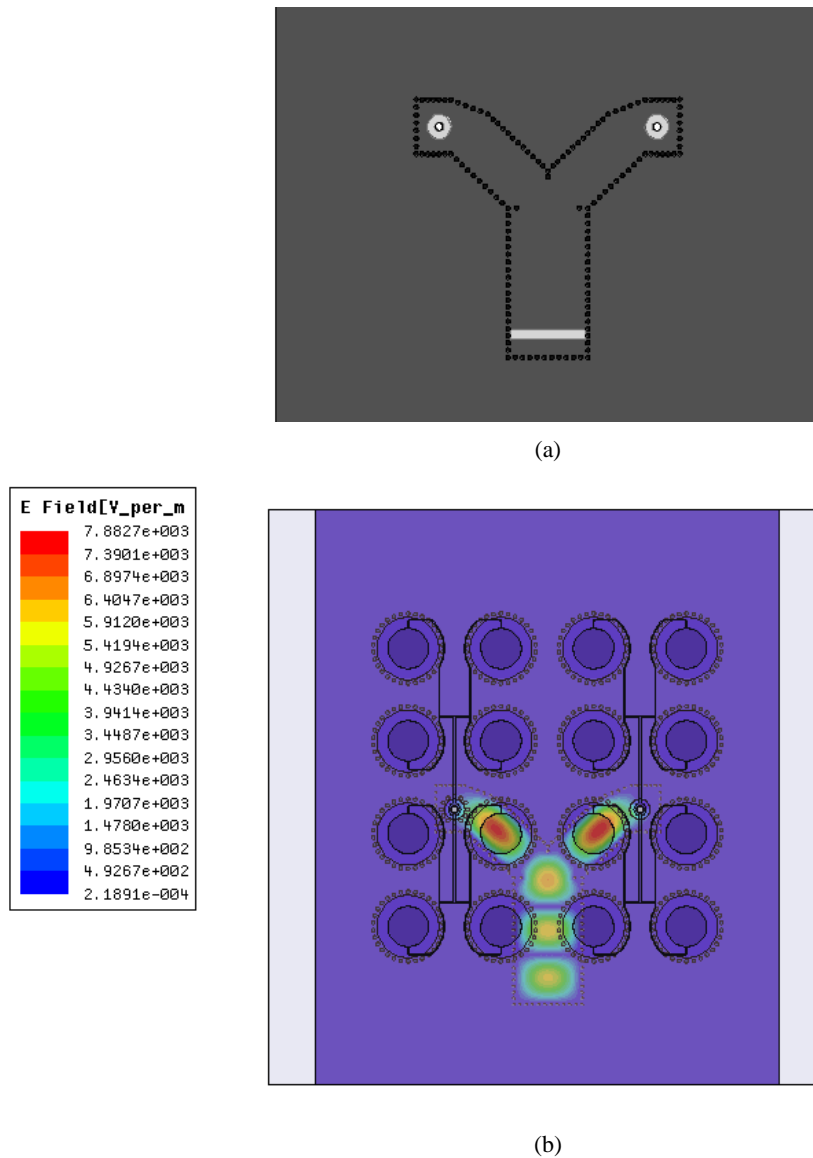 (a)
E Field[V_per_m
7.8827e+003
7.3901e+003
6.8974e+003
6.4047e+003
5.9120e+003
5.4194e+003
4.9267e+003
4.4340e+003
3.9414e+003
3.4487e+003
2.9560e+003
2.4634e+003
1.9707e+003
1.4780e+003
9.8534e+002
4.9267e+002
2.1891e-004
(b)